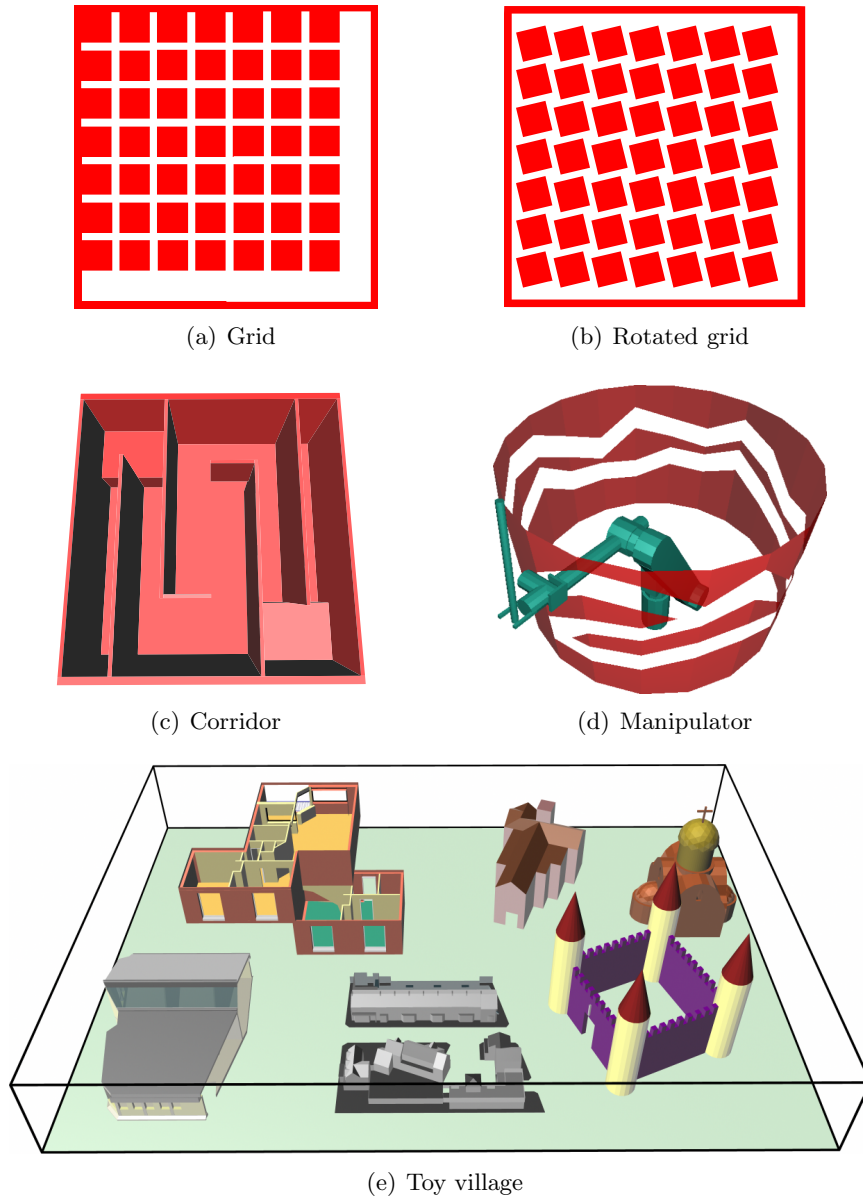 (a) Grid
(b) Rotated grid
(c) Corridor
(d) Manipulator
(e) Toy village